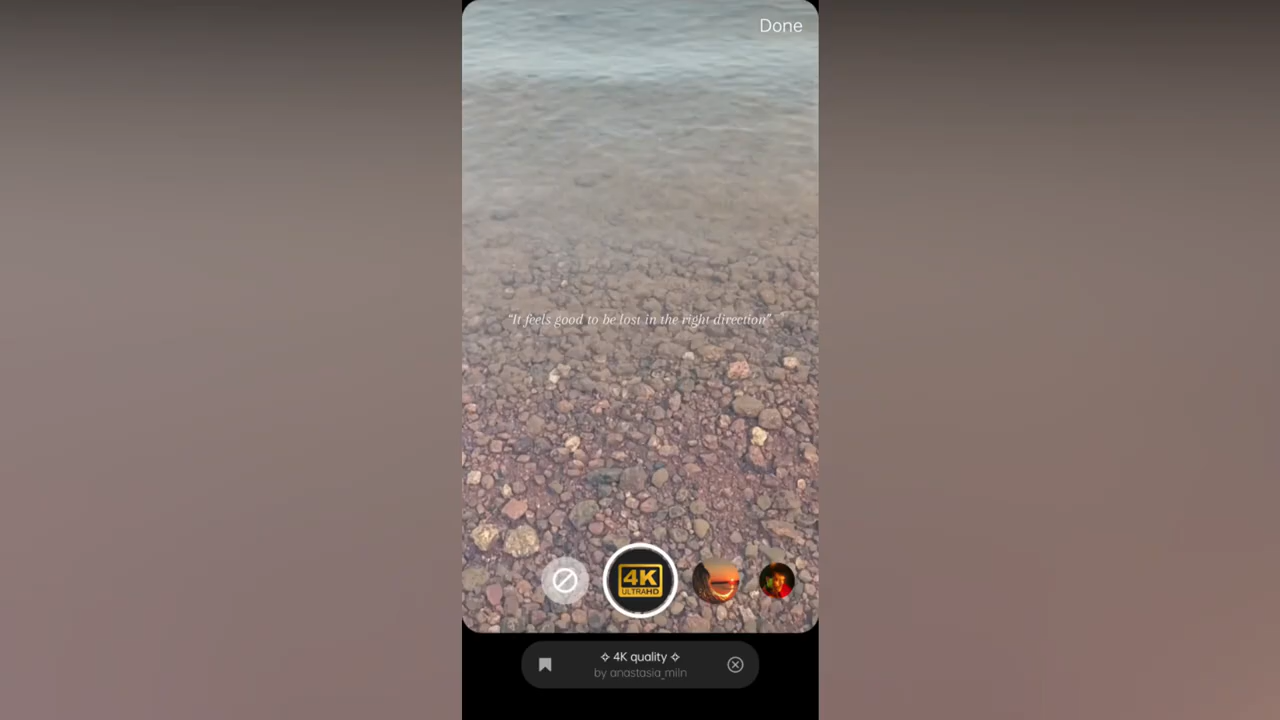 Done
“It feels good to be lost in the right direction”
4K
ULTRAHD
✧ 4K quality ✧
by anastasia_miln